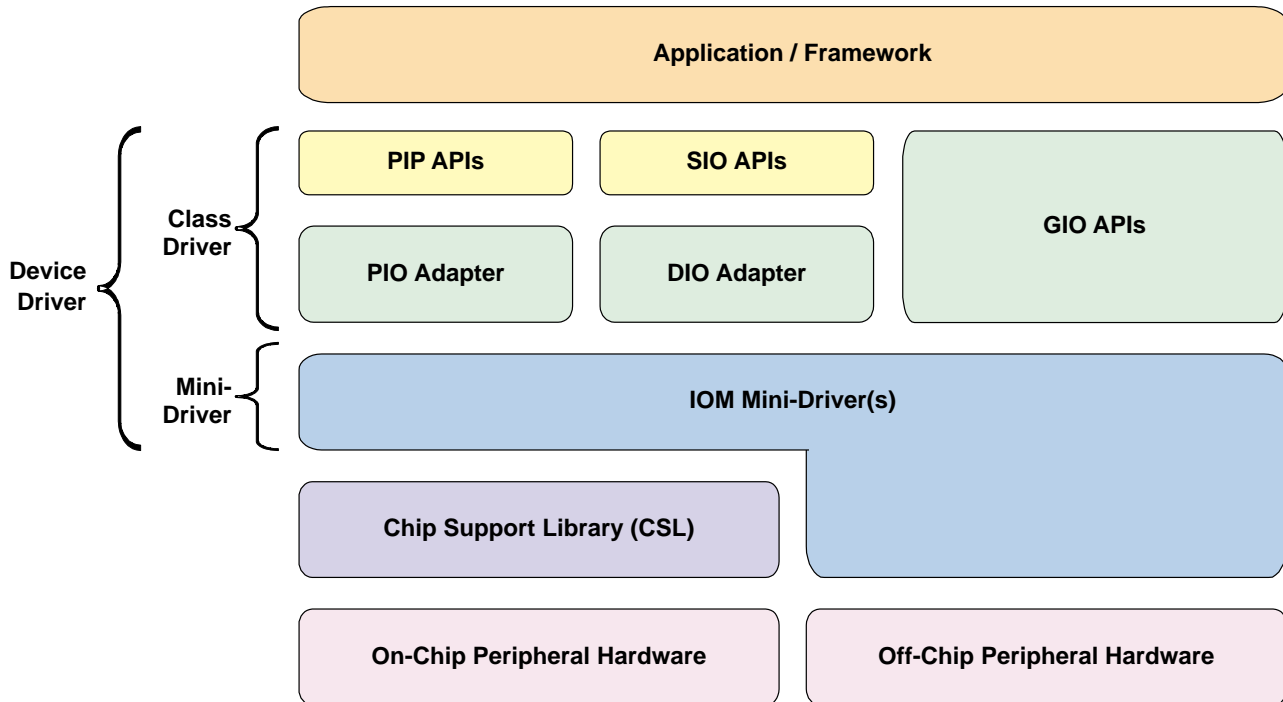 Application / Framework
PIP APIs
SIO APIs
GIO APIs
Class
Driver
Device
Driver
PIO Adapter
DIO Adapter
Mini-
Driver
IOM Mini-Driver(s)
Chip Support Library (CSL)
On-Chip Peripheral Hardware
Off-Chip Peripheral Hardware